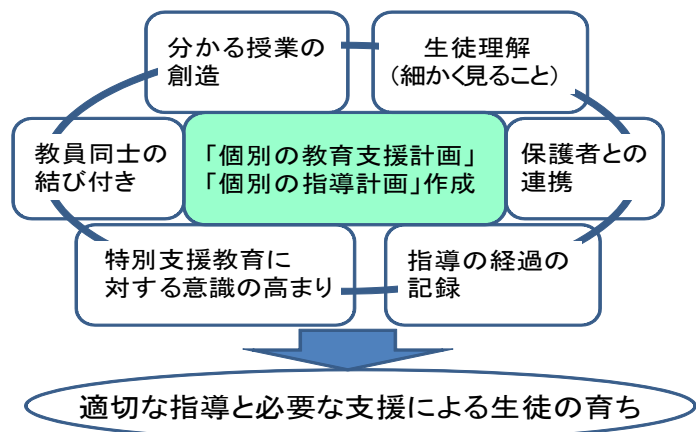 分かる授業の
創造
生徒理解
（細かく見ること）
教員同士の
結び付き
「個別の教育支援計画」
「個別の指導計画」作成
保護者との
連携
特別支援教育に
対する意識の高まり
指導の経過の
記録
適切な指導と必要な支援による生徒の育ち